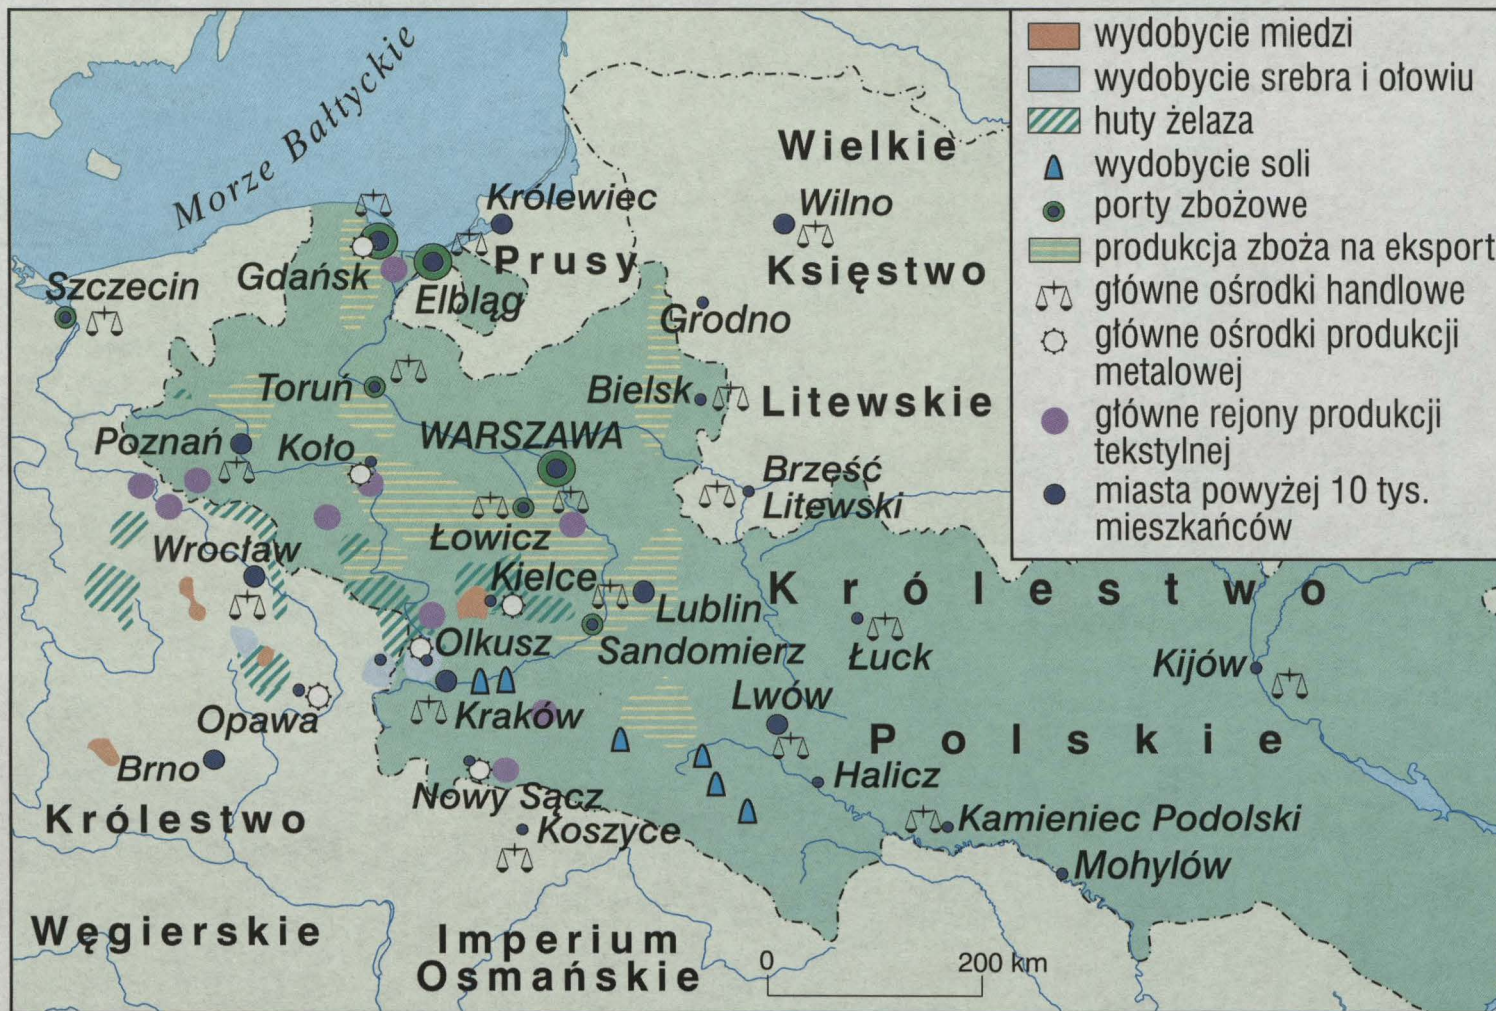 wydobycie miedzi
wydobycie srebra i ołowiu
huty żelaza
wydobycie soli
porty zbożowe
produkcja zboża na eksport
główne ośrodki handlowe
główne ośrodki produkcji
metalowej
główne rejony produkcji
tekstylnej
miasta powyżej 10 tys.
mieszkańców
Morze Bałtyckie
Wielkie
Królewiec
Wilno
Prusy
Księstwo
Gdańsk
Szczecin
Elbląg
Grodno
Toruń
Bielsk
Litewskie
Poznań
Koło
WARSZAWA
Brześć
Litewski
Łowicz
Wrocław
Kielce
Lublin
Królestwo
Olkusz
Sandomierz
Łuck
Kijów
Opawa
Kraków
Lwów
Polskie
Brno
Halicz
Nowy Sącz
Królestwo
Koszyce
Kamieniec Podolski
Mohylów
Węgierskie
Imperium
Osmańskie
0
200 km